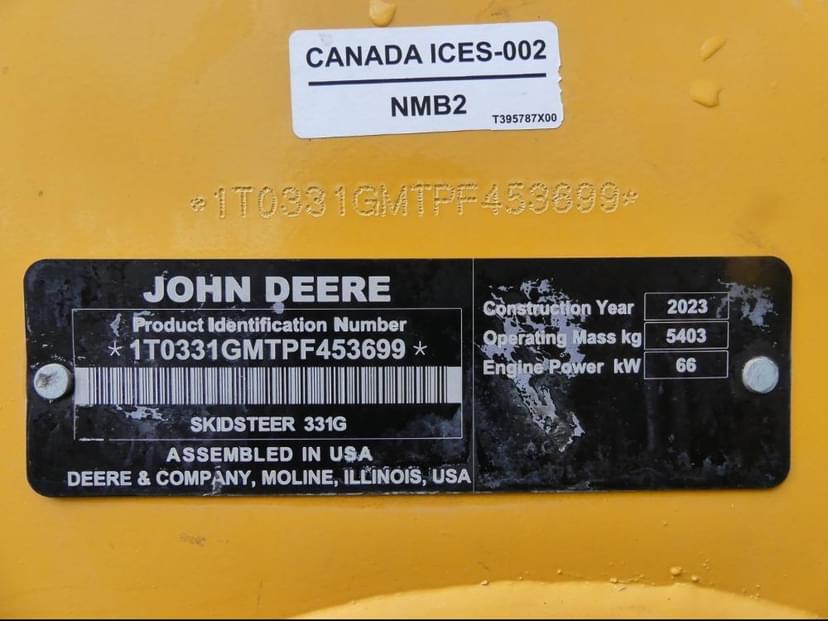 CANADA ICES-002
NMB2
T395787X00
*1T0331GMTPF453699*
JOHN DEERE
Product Identification Number
*1T0331GMTPF453699*
SKIDSTEER 331G
ASSEMBLED IN USA
DEERE & COMPANY, MOLINE, ILLINOIS, USA
Construction Year 2023
Operating Mass kg 5403
Engine Power kW 66